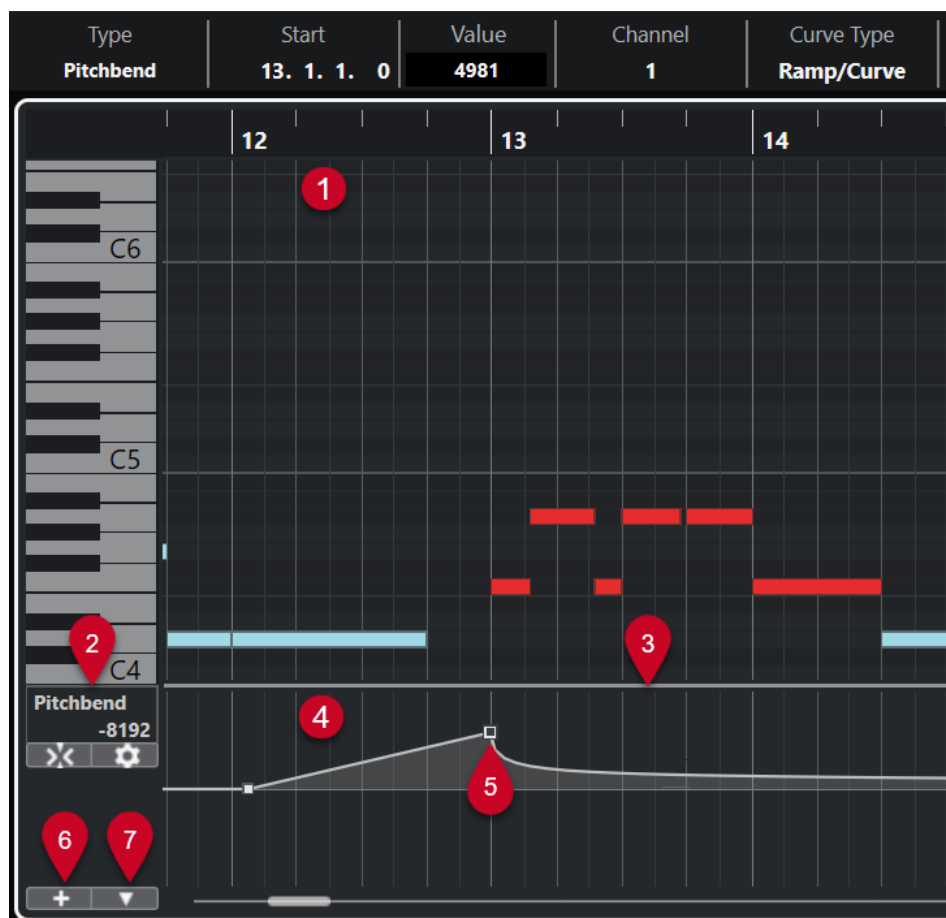 Type Start Value Channel Curve Type
Pitchbend 13. 1. 1. 0 4981 1 Ramp/Curve
12 13 14
1
C6
C5
2 3
C4
Pitchbend
4
-8192
5
6 7